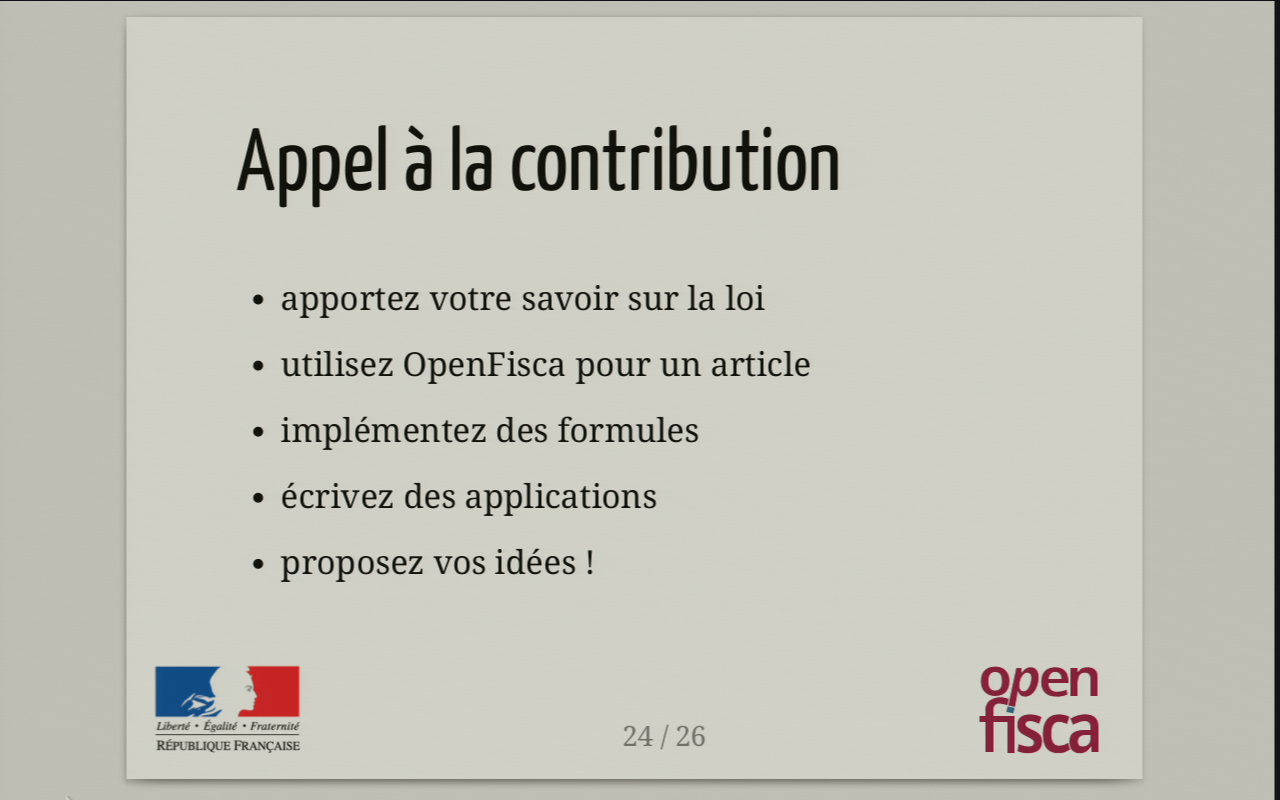 Appel à la contribution
• apportez votre savoir sur la loi
• utilisez OpenFisca pour un article
• implémentez des formules
• écrivez des applications
• proposez vos idées !
Liberté • Égalité • Fraternité
RÉPUBLIQUE FRANÇAISE
24 / 26
open
fisca